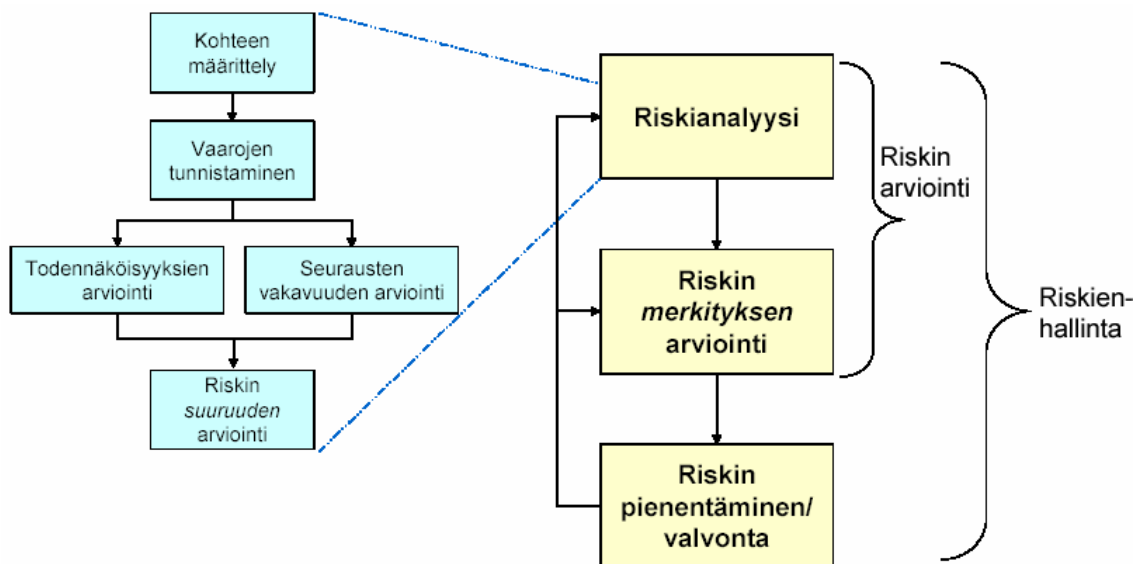 Kohteen
määrittely
Vaarojen
tunnistaminen
Todennäköisyyksien
arviointi
Seurausten
vakavuuden arviointi
Riskin
suuruuden
arviointi
Riskianalyysi
Riskin
merkityksen
arviointi
Riskin
pienentäminen/
valvonta
Riskin
arviointi
Riskien-
hallinta